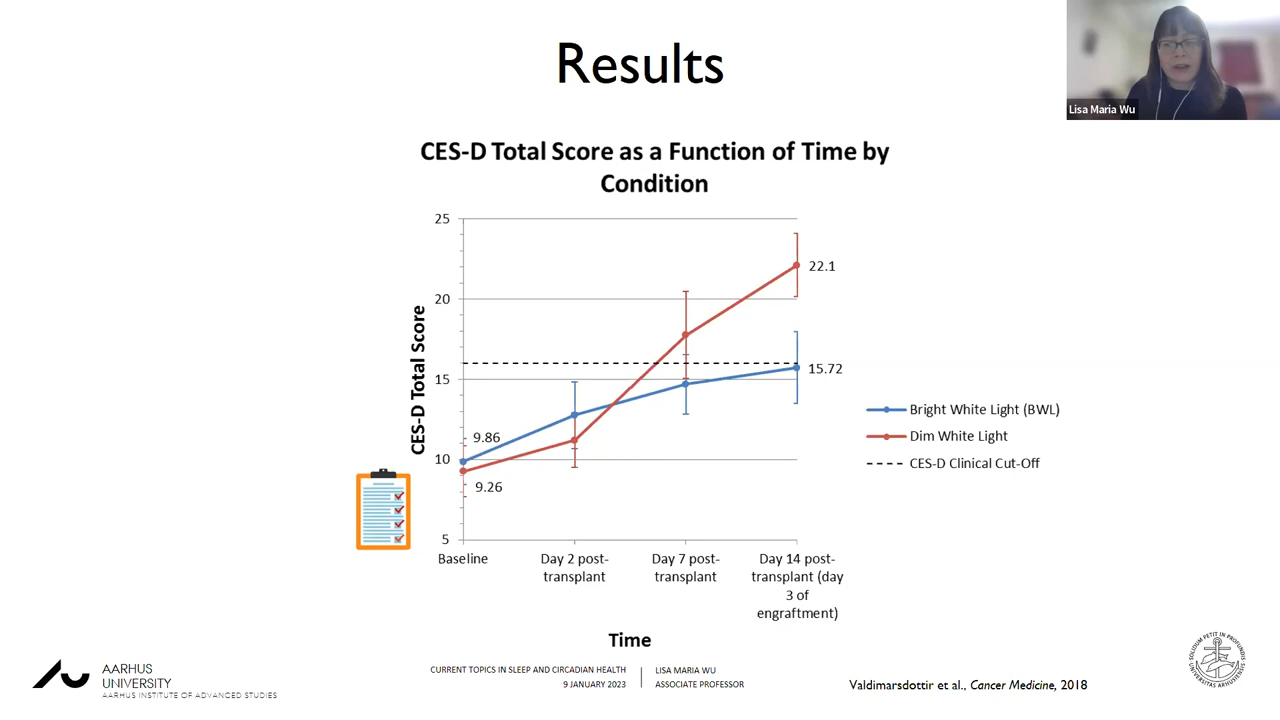 Results
Lisa Maria Wu
CES-D Total Score as a Function of Time by
Condition
CES-D Total Score
25
20
15
10
5
22.1
15.72
9.86
9.26
Bright White Light (BWL)
Dim White Light
CES-D Clinical Cut-Off
Baseline
Day 2 post-
transplant
Day 7 post-
transplant
Day 14 post-
transplant (day
3 of
engraftment)
Time
AARHUS
UNIVERSITY
AARHUS INSTITUTE OF ADVANCED STUDIES
CURRENT TOPICS IN SLEEP AND CIRCADIAN HEALTH
9 JANUARY 2023
LISA MARIA WU
ASSOCIATE PROFESSOR
Valdimarsdottir et al., Cancer Medicine, 2018